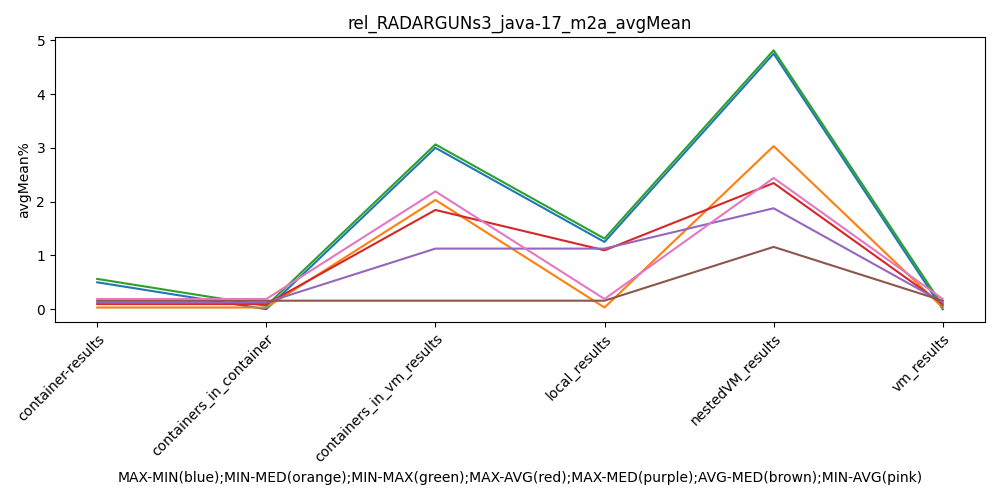 rel_RADARGUNs3_java-17_m2a_avgMean
avgMean%
5
4
3
2
1
0
container-results
containers_in_container
containers_in_vm_results
local_results
nestedVM_results
vm_results
MAX-MIN(blue);MIN-MED(orange);MIN-MAX(green);MAX-AVG(red);MAX-MED(purple);AVG-MED(brown);MIN-AVG(pink)